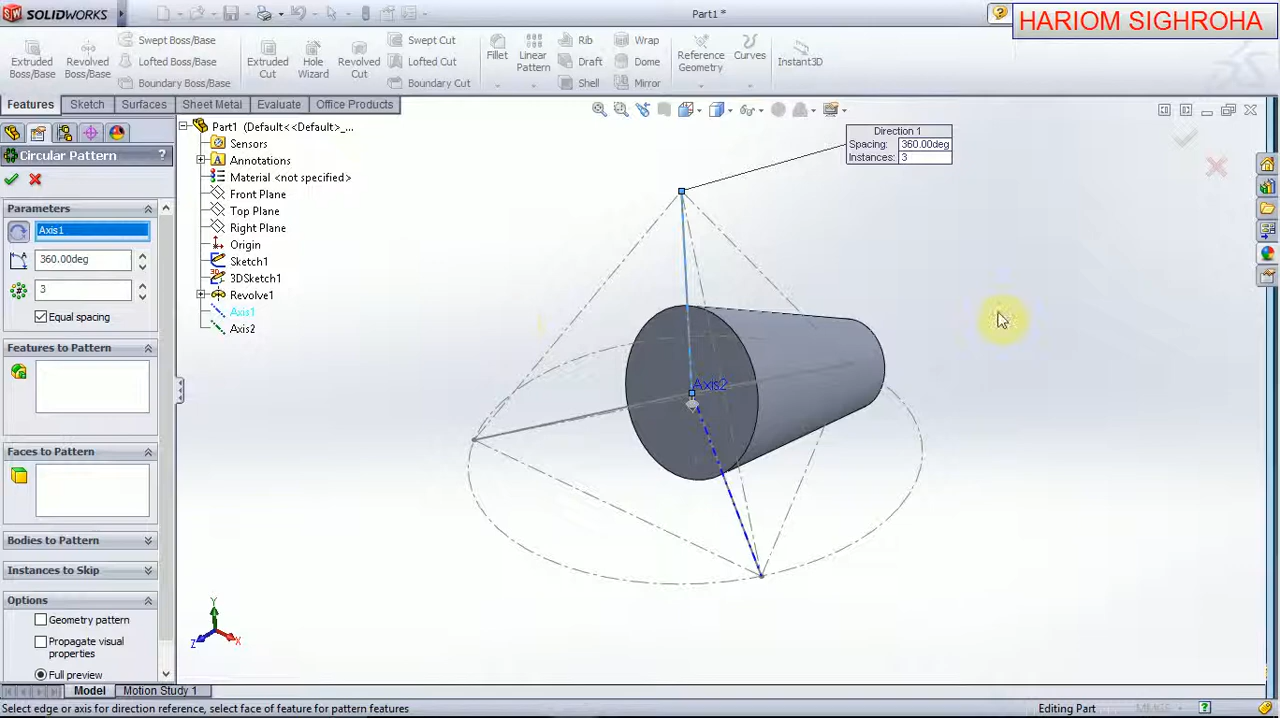 SOLIDWORKS
Part1 *
HARIOM SIGHROHA
Extruded Boss/Base
Revolved Boss/Base
Swept Boss/Base
Lofted Boss/Base
Boundary Boss/Base
Extruded Cut
Hole Wizard
Revolved Cut
Swept Cut
Lofted Cut
Boundary Cut
Fillet
Linear Pattern
Rib
Draft
Shell
Wrap
Dome
Mirror
Reference Geometry
Curves
Instant3D
Features
Sketch
Surfaces
Sheet Metal
Evaluate
Office Products
Circular Pattern
?
Parameters
Axis1
360.00deg
3
Equal spacing
Features to Pattern
Faces to Pattern
Bodies to Pattern
Instances to Skip
Options
Geometry pattern
Propagate visual properties
Full preview
Part1 (Default<<Default>_...
Sensors
Annotations
Material <not specified>
Front Plane
Top Plane
Right Plane
Origin
Sketch1
3DSketch1
Revolve1
Axis1
Axis2
Direction 1
Spacing: 360.00deg
Instances: 3
Axis2
Y
Z
X
Model
Motion Study 1
Select edge or axis for direction reference, select face of feature for pattern features
Editing Part
MMGS
?